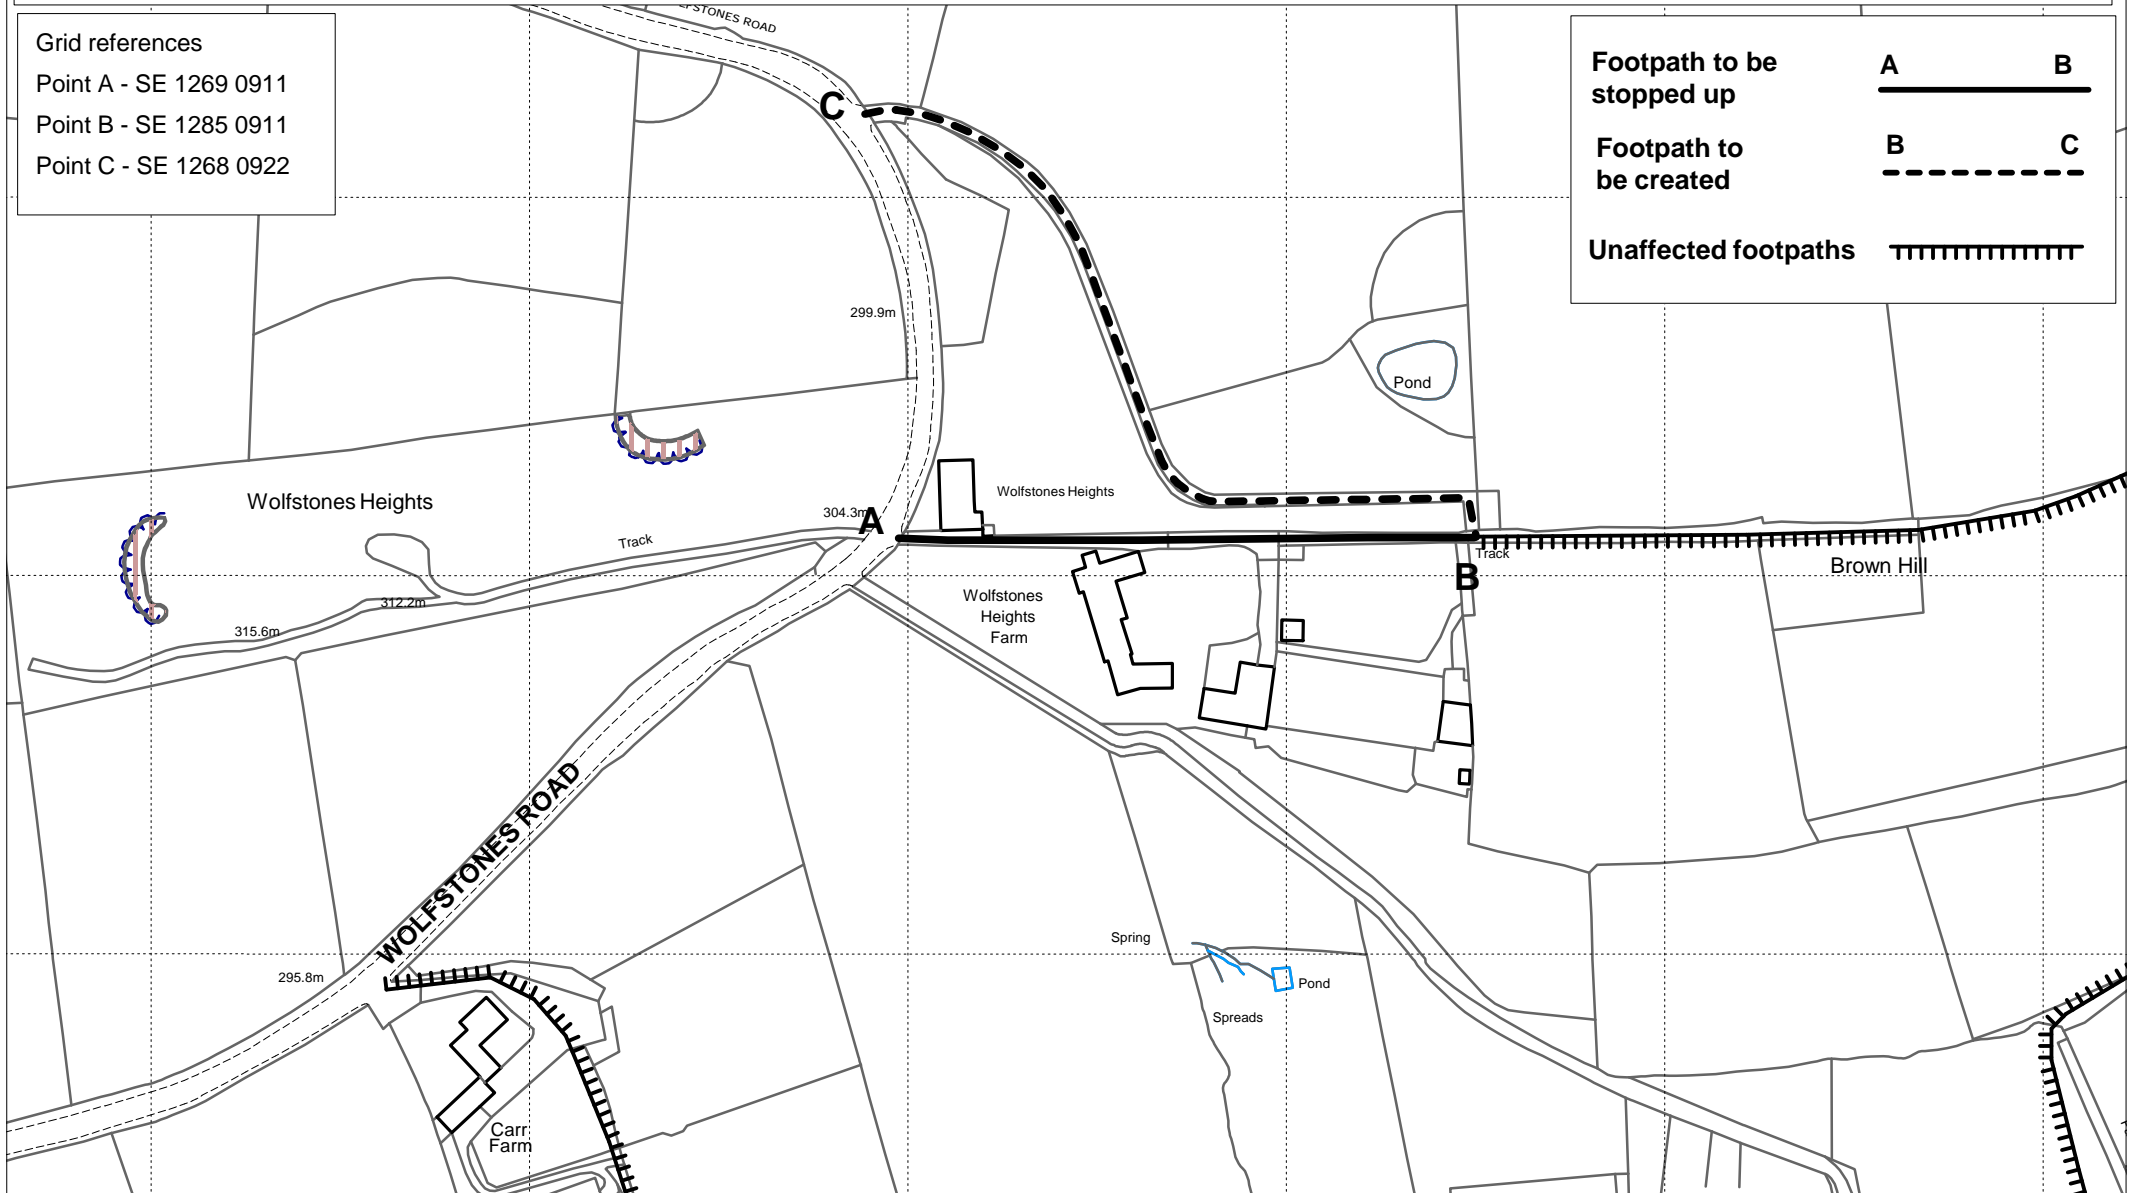 Grid references
Point A - SE 1269 0911
Point B - SE 1285 0911
Point C - SE 1268 0922
ROAD
Footpath to be
stopped up
A B
Footpath to
be created
B C
Unaffected footpaths
C
299.9m
Pond
Wolfstones Heights
Wolfstones Heights
304.3m
A
Track
Track
B
Brown Hill
312.2m
315.6m
Wolfstones
Heights
Farm
WOLFSTONES ROAD
295.8m
Spring
Pond
Spreads
Carr
Farm